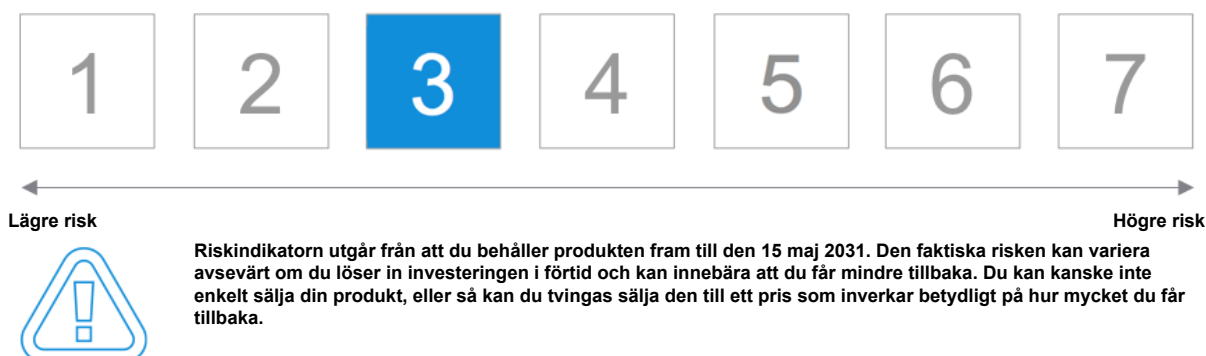 1 2 3 4 5 6 7
Lägre risk Högre risk
Riskindikatorn utgår från att du behåller produkten fram till den 15 maj 2031. Den faktiska risken kan variera
avsevärt om du löser in investeringen i förtid och kan innebära att du får mindre tillbaka. Du kan kanske inte
enkelt sälja din produkt, eller så kan du tvingas sälja den till ett pris som inverkar betydligt på hur mycket du får
tillbaka.